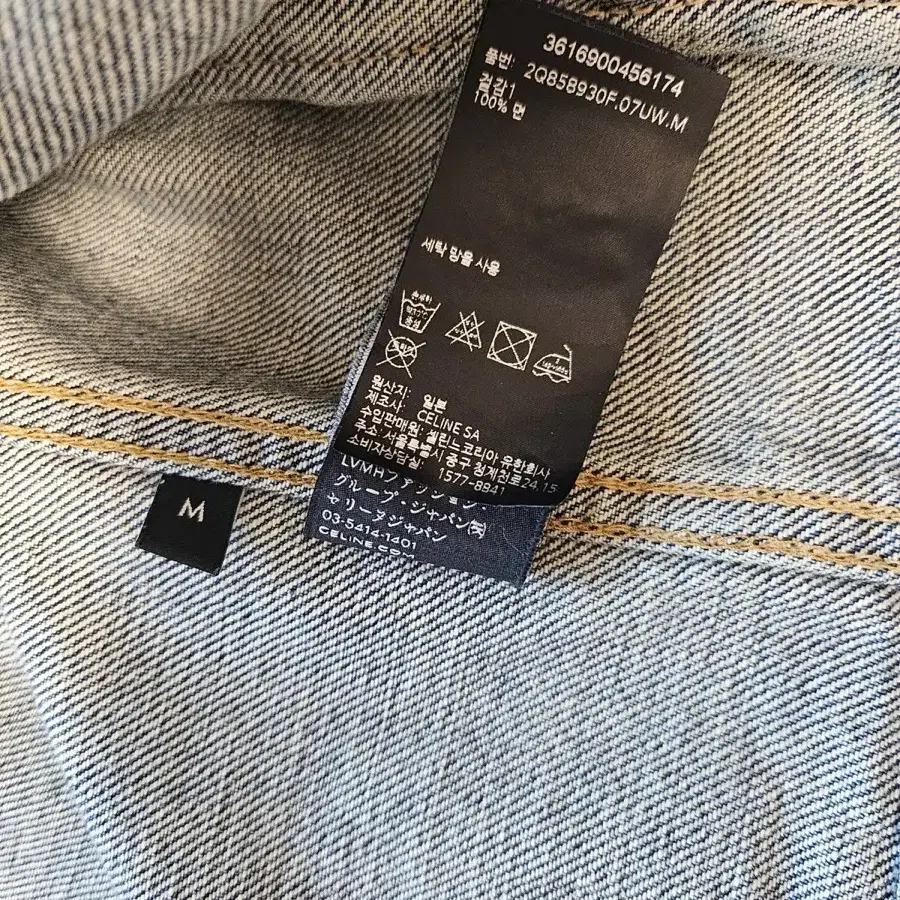 3616900456174
품번: 2Q858930F.07UW.M
겉감1
100% 면
세탁 망을 사용
원산지: 일본
제조사: CELINE SA
수입판매원: 셀린느코리아 유한회사
주소: 서울특별시 중구 청계천로 24, 15
소비자상담실: 1577-8841
LVMHファッション・
グループ・ジャパン㈱
セリーヌジャパン
03-5414-1401
CELINE.COM
M